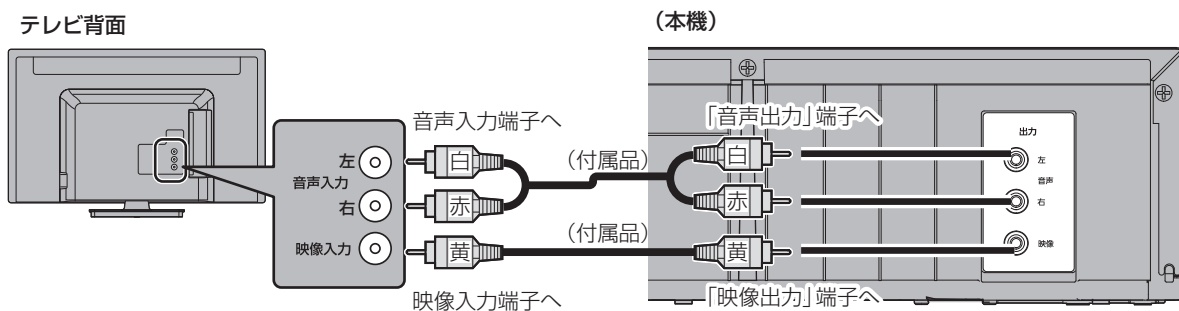 テレビ背面
(本機)
音声入力端子へ
「音声出力」端子へ
左
音声入力
右
映像入力
白
赤
黄
(付属品)
(付属品)
白
赤
黄
出力
左
音声
右
映像
映像入力端子へ
「映像出力」端子へ